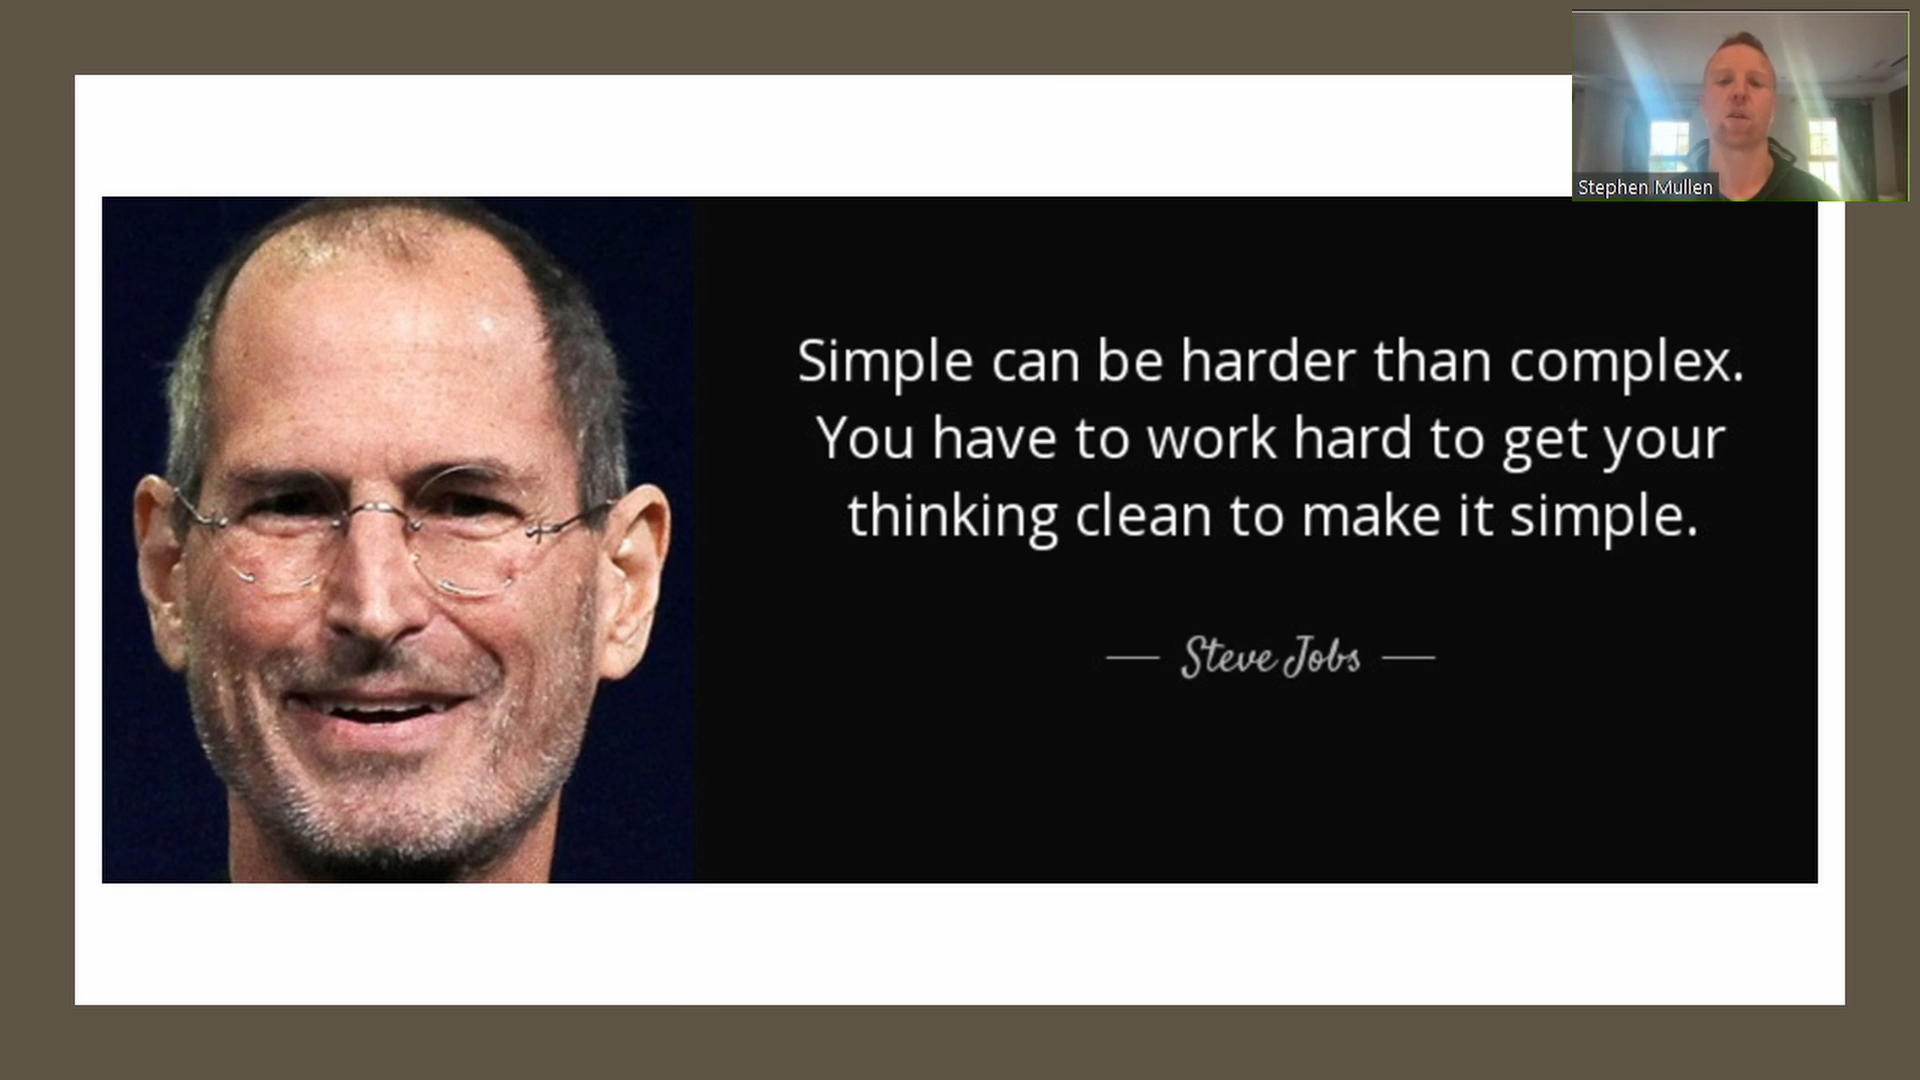 Stephen Mullen
Simple can be harder than complex.
You have to work hard to get your
thinking clean to make it simple.
Steve Jobs